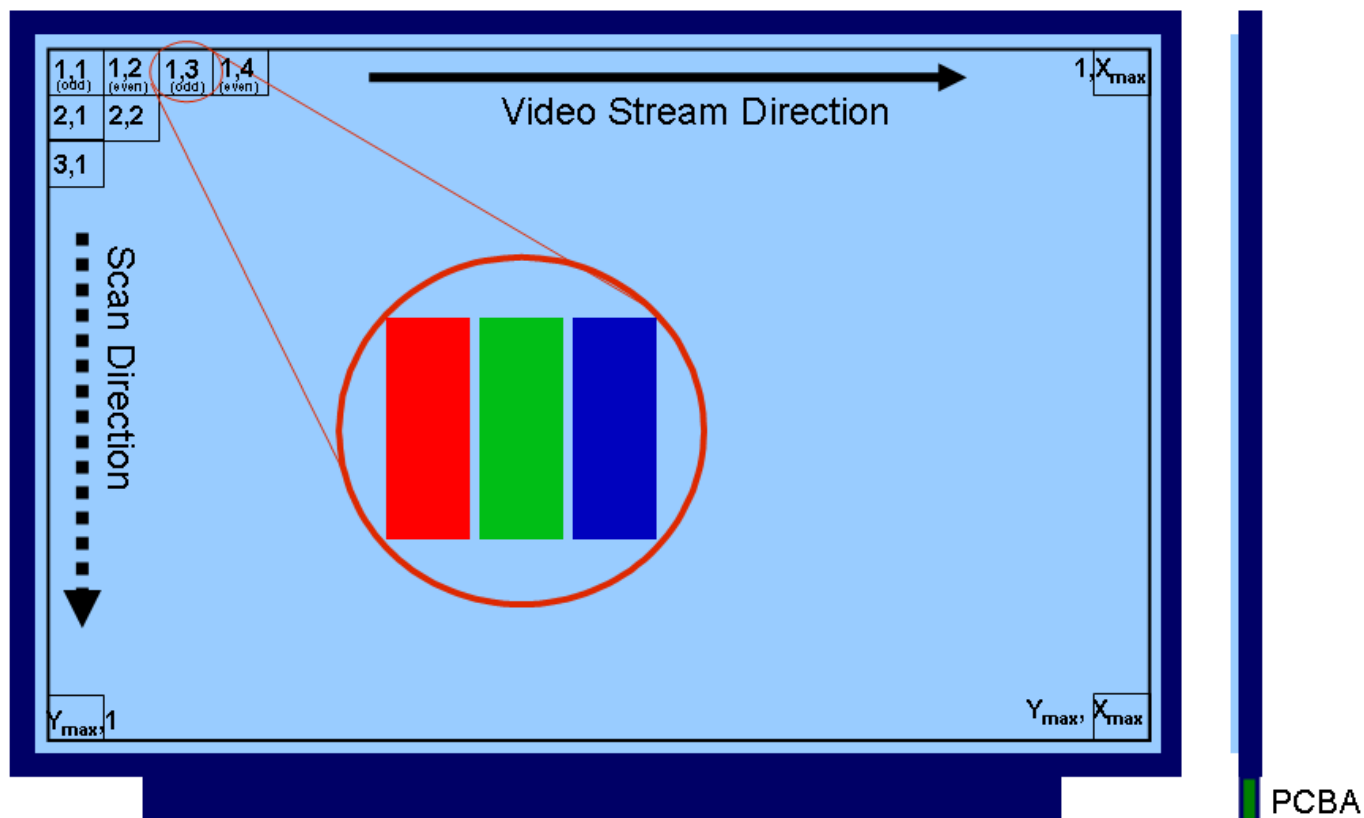 1,1 1,2 1,3 1,4 1,Xmax
(odd) (even) (odd) (even)
Video Stream Direction
2,1 2,2
3,1
Scan Direction
Ymax,1 Ymax, Xmax
PCBA